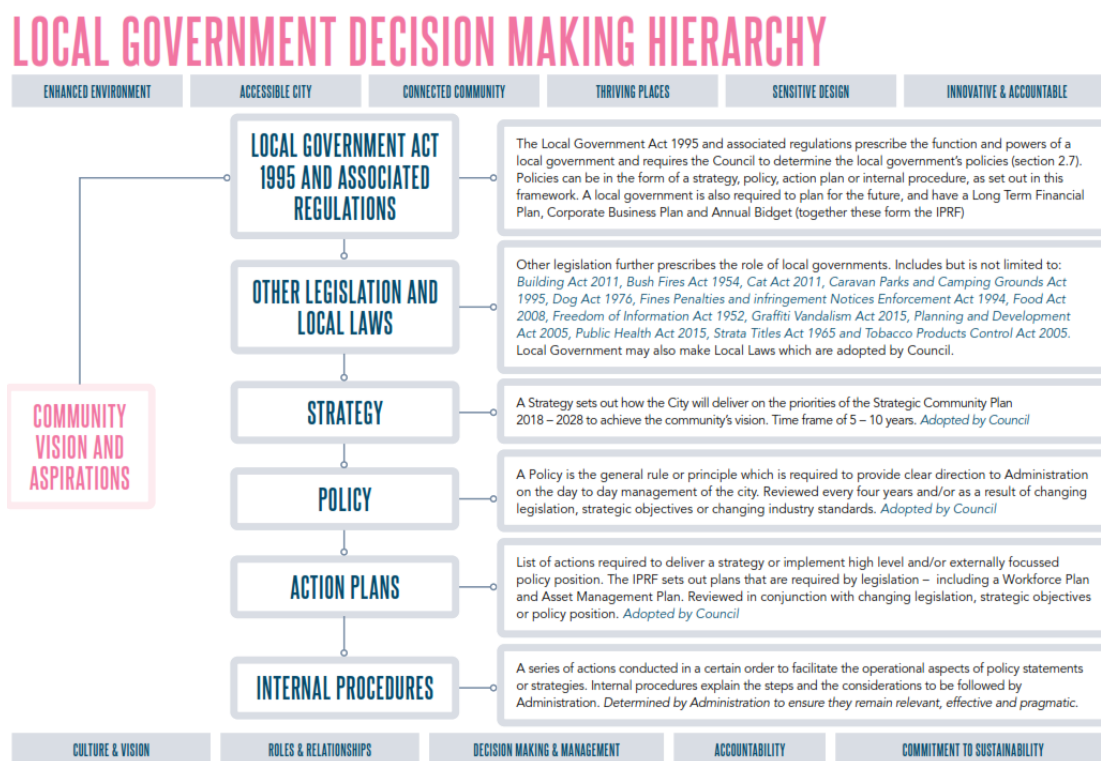 LOCAL GOVERNMENT DECISION MAKING HIERARCHY
ENHANCED ENVIRONMENT
ACCESSIBLE CITY
CONNECTED COMMUNITY
THRIVING PLACES
SENSITIVE DESIGN
INNOVATIVE & ACCOUNTABLE
LOCAL GOVERNMENT ACT
1995 AND ASSOCIATED
REGULATIONS
The Local Government Act 1995 and associated regulations prescribe the function and powers of a
local government and requires the Council to determine the local government's policies (section 2.7).
Policies can be in the form of a strategy, policy, action plan or internal procedure, as set out in this
framework. A local government is also required to plan for the future, and have a Long Term Financial
Plan, Corporate Business Plan and Annual Budget (together these form the IPRF)
OTHER LEGISLATION AND
LOCAL LAWS
Other legislation further prescribes the role of local governments. Includes but is not limited to:
Building Act 2011, Bush Fires Act 1954, Cat Act 2011, Caravan Parks and Camping Grounds Act
1995, Dog Act 1976, Fines Penalties and infringement Notices Enforcement Act 1994, Food Act
2008, Freedom of Information Act 1952, Graffiti Vandalism Act 2015, Planning and Development
Act 2005, Public Health Act 2015, Strata Titles Act 1965 and Tobacco Products Control Act 2005.
Local Government may also make Local Laws which are adopted by Council.
COMMUNITY
VISION AND
ASPIRATIONS
STRATEGY
A Strategy sets out how the City will deliver on the priorities of the Strategic Community Plan
2018 – 2028 to achieve the community's vision. Time frame of 5 – 10 years. Adopted by Council
POLICY
A Policy is the general rule or principle which is required to provide clear direction to Administration
on the day to day management of the city. Reviewed every four years and/or as a result of changing
legislation, strategic objectives or changing industry standards. Adopted by Council
ACTION PLANS
List of actions required to deliver a strategy or implement high level and/or externally focussed
policy position. The IPRF sets out plans that are required by legislation – including a Workforce Plan
and Asset Management Plan. Reviewed in conjunction with changing legislation, strategic objectives
or policy position. Adopted by Council
INTERNAL PROCEDURES
A series of actions conducted in a certain order to facilitate the operational aspects of policy statements
or strategies. Internal procedures explain the steps and the considerations to be followed by
Administration. Determined by Administration to ensure they remain relevant, effective and pragmatic.
CULTURE & VISION
ROLES & RELATIONSHIPS
DECISION MAKING & MANAGEMENT
ACCOUNTABILITY
COMMITMENT TO SUSTAINABILITY